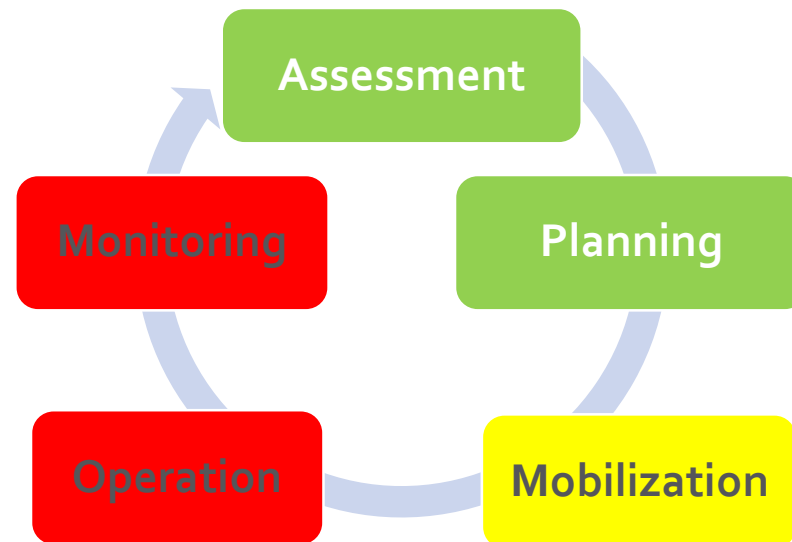 Assessment
Planning
Mobilization
Operation
Monitoring